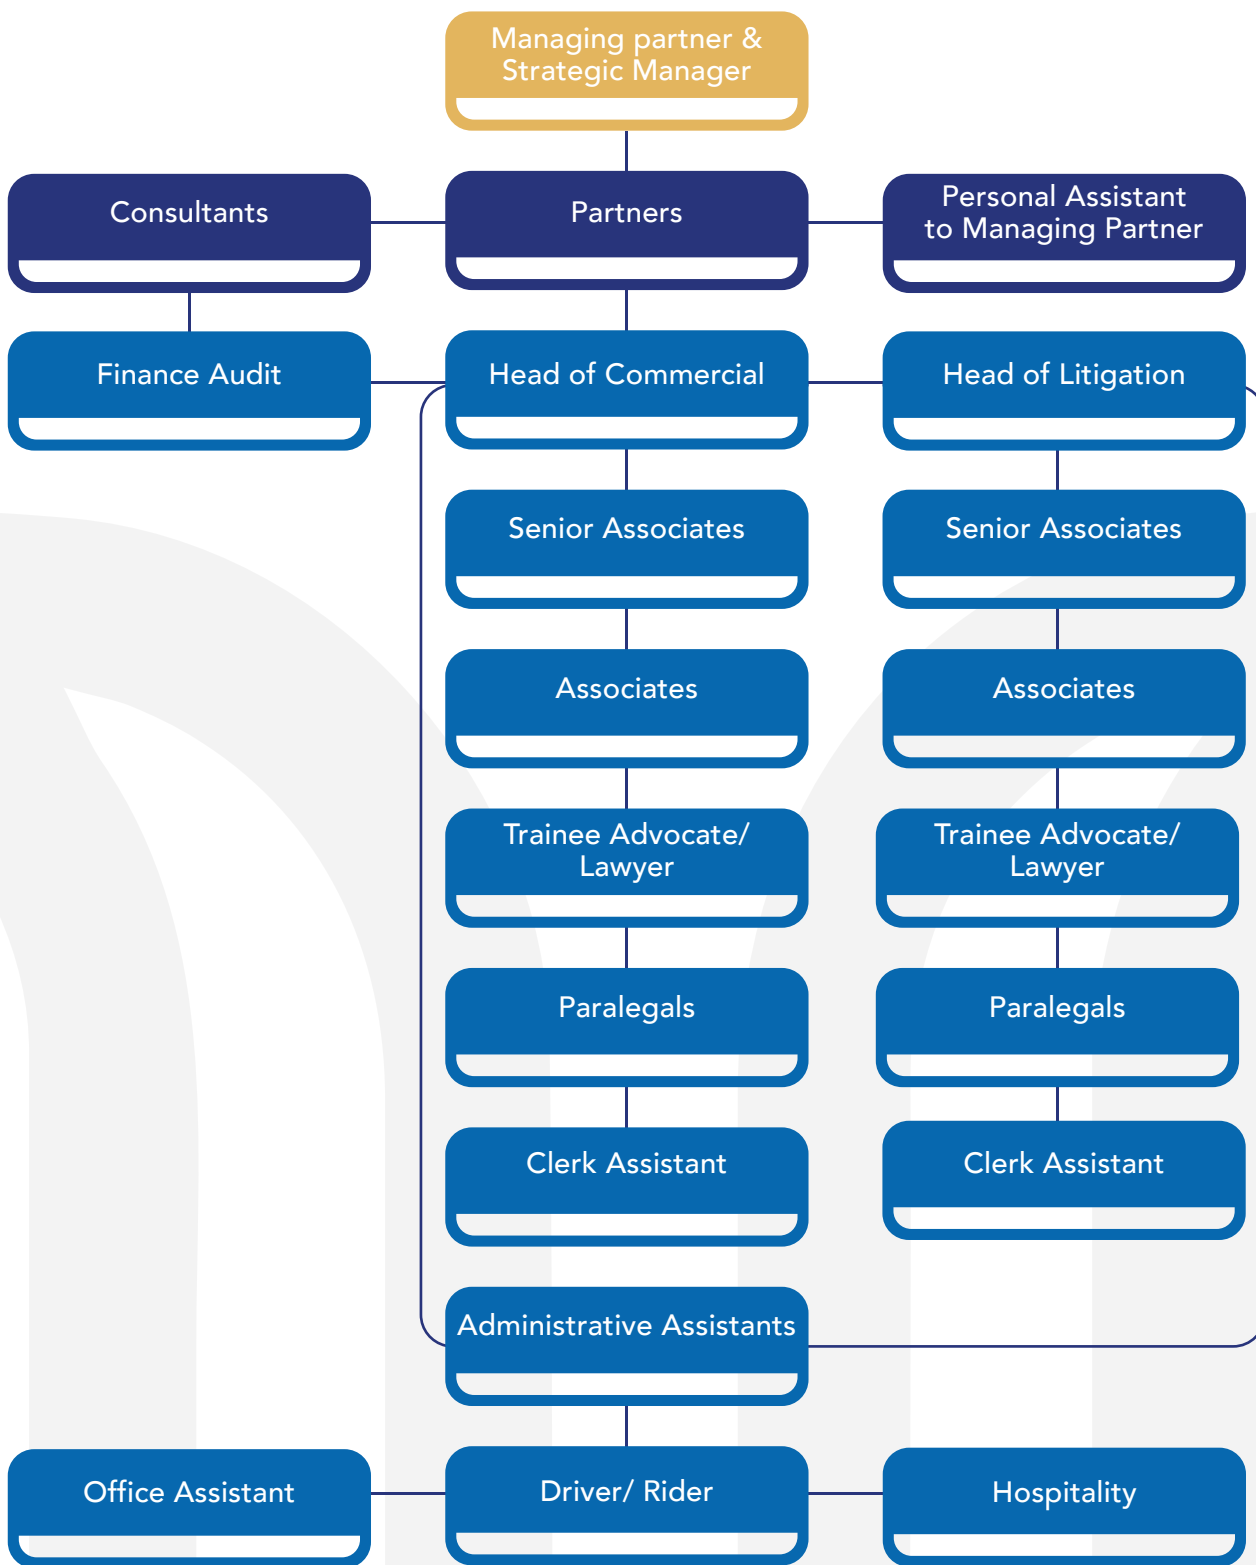 Managing partner &
Strategic Manager
Consultants
Partners
Personal Assistant
to Managing Partner
Finance Audit
Head of Commercial
Head of Litigation
Senior Associates
Senior Associates
Associates
Associates
Trainee Advocate/
Lawyer
Trainee Advocate/
Lawyer
Paralegals
Paralegals
Clerk Assistant
Clerk Assistant
Administrative Assistants
Office Assistant
Driver/ Rider
Hospitality